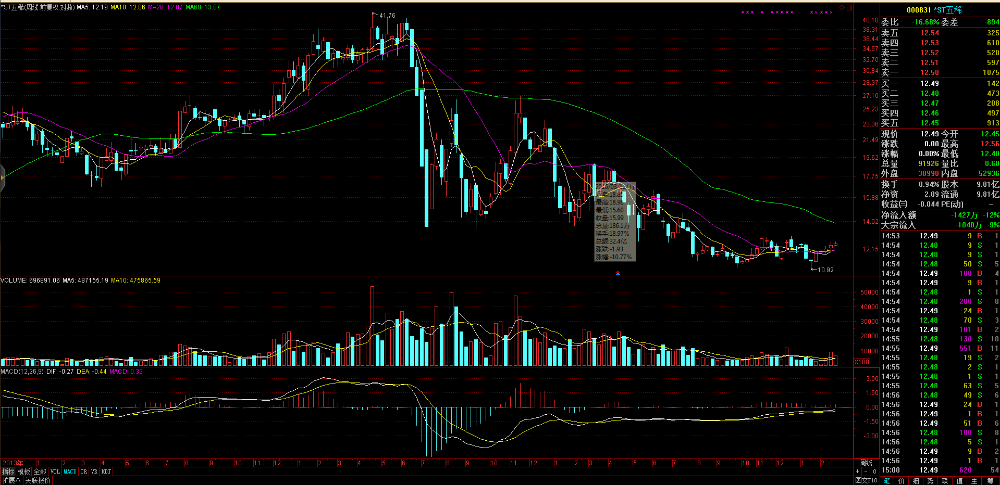 *ST五稀(周线.前复权.对数) MA5: 12.19 MA10: 12.06 MA20: 12.07 MA60: 13.87
41.76
10.92
40.18
38.31
36.44
34.57
32.70
30.84
28.97
27.10
25.23
23.36
21.49
19.62
17.75
15.88
14.02
12.15
开盘:18.85
最高:18.98
最低:15.60
收盘:15.99
总量:186.1万
换手:18.97%
总额:32.4亿
涨跌:-1.93
涨幅:-10.77%
VOLUME: 696891.06 MA5: 487155.19 MA10: 475865.59
50000
40000
30000
20000
10000
X100
MACD(12,26,9) DIF: -0.27 DEA: -0.44 MACD: 0.33
3.00
1.50
0.00
-1.50
-3.00
2013年 1 2 3 4 5 6 7 8 9 10 11 12 1 2 3 4 5 6 7 8 9 10 11 12 1 2 3 4 5 6 7 8 9 10 11 12 1 2 周线
指标 模板 全部 VOL MACD CR VR KDJ + - 0
扩展∧ 关联报价 图文F10
000831 *ST五稀
委比 -16.68% 委差 -894
卖五 12.54 325
卖四 12.53 610
卖三 12.52 520
卖二 12.51 597
卖一 12.50 1075
买一 12.49 142
买二 12.48 473
买三 12.47 208
买四 12.46 497
买五 12.45 913
现价 12.49 今开 12.45
涨跌 0.00 最高 12.56
涨幅 0.00% 最低 12.40
总量 91926 量比 0.60
外盘 38990 内盘 52936
换手 0.94% 股本 9.81亿
净资 2.09 流通 9.81亿
收益㈢ -0.044 PE(动) —
净流入额 -1427万 -12%
大宗流入 -1040万 -9%
14:53 12.49 9 B 1
14:54 12.48 9 S 1
14:54 12.48 9 S 1
14:54 12.48 50 S 5
14:54 12.49 100 B 4
14:54 12.49 9 B 1
14:54 12.48 1 S 1
14:54 12.48 208 S 8
14:54 12.49 24 B 1
14:54 12.48 70 S 3
14:54 12.49 101 B 2
14:55 12.48 130 S 10
14:55 12.49 551 B 11
14:55 12.48 19 S 2
14:55 12.48 2 S 1
14:55 12.48 1 S 1
14:55 12.48 63 S 5
14:56 12.48 49 S 6
14:56 12.49 24 B 1
14:56 12.49 1 B 1
14:56 12.49 51 B 6
14:56 12.48 100 S 8
14:56 12.48 5 S 1
14:56 12.49 9 B 2
14:56 12.49 1 B 1
15:00 12.49 620 54
笔 价 细 势 联 值 主 筹